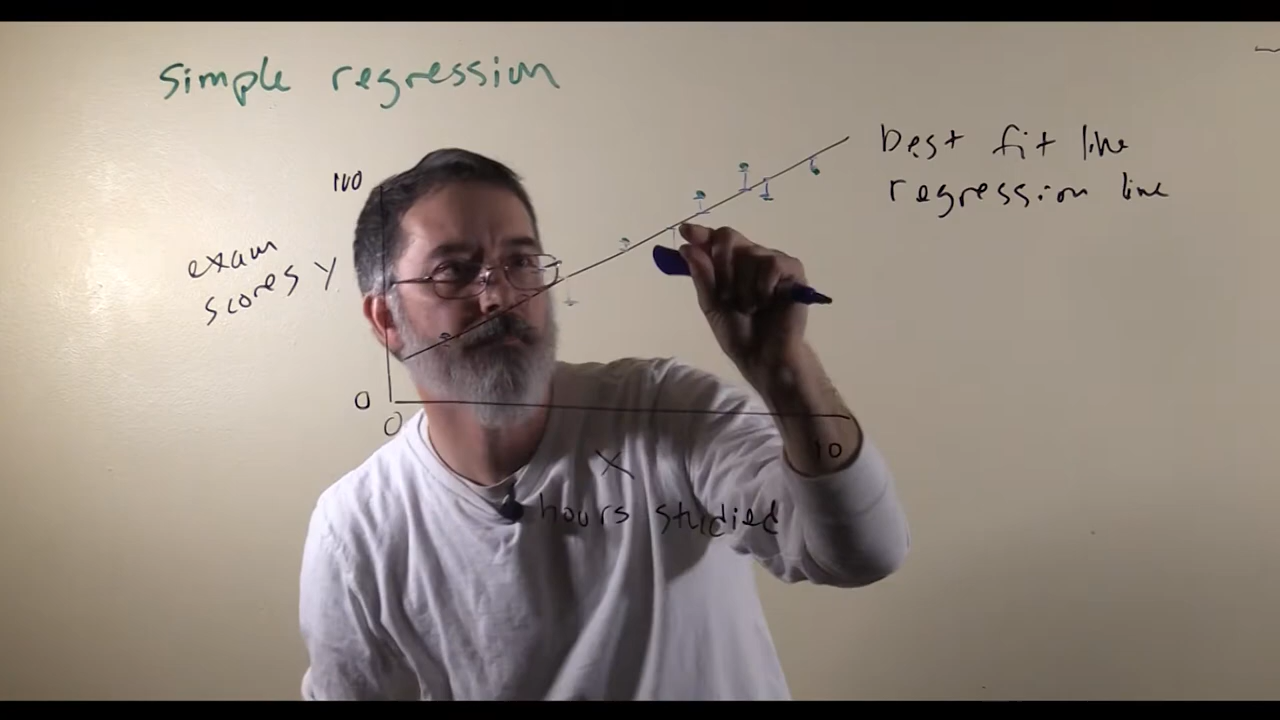 simple regression
best fit line
regression line
100
exam
scores y
0
0
10
X
hours studied